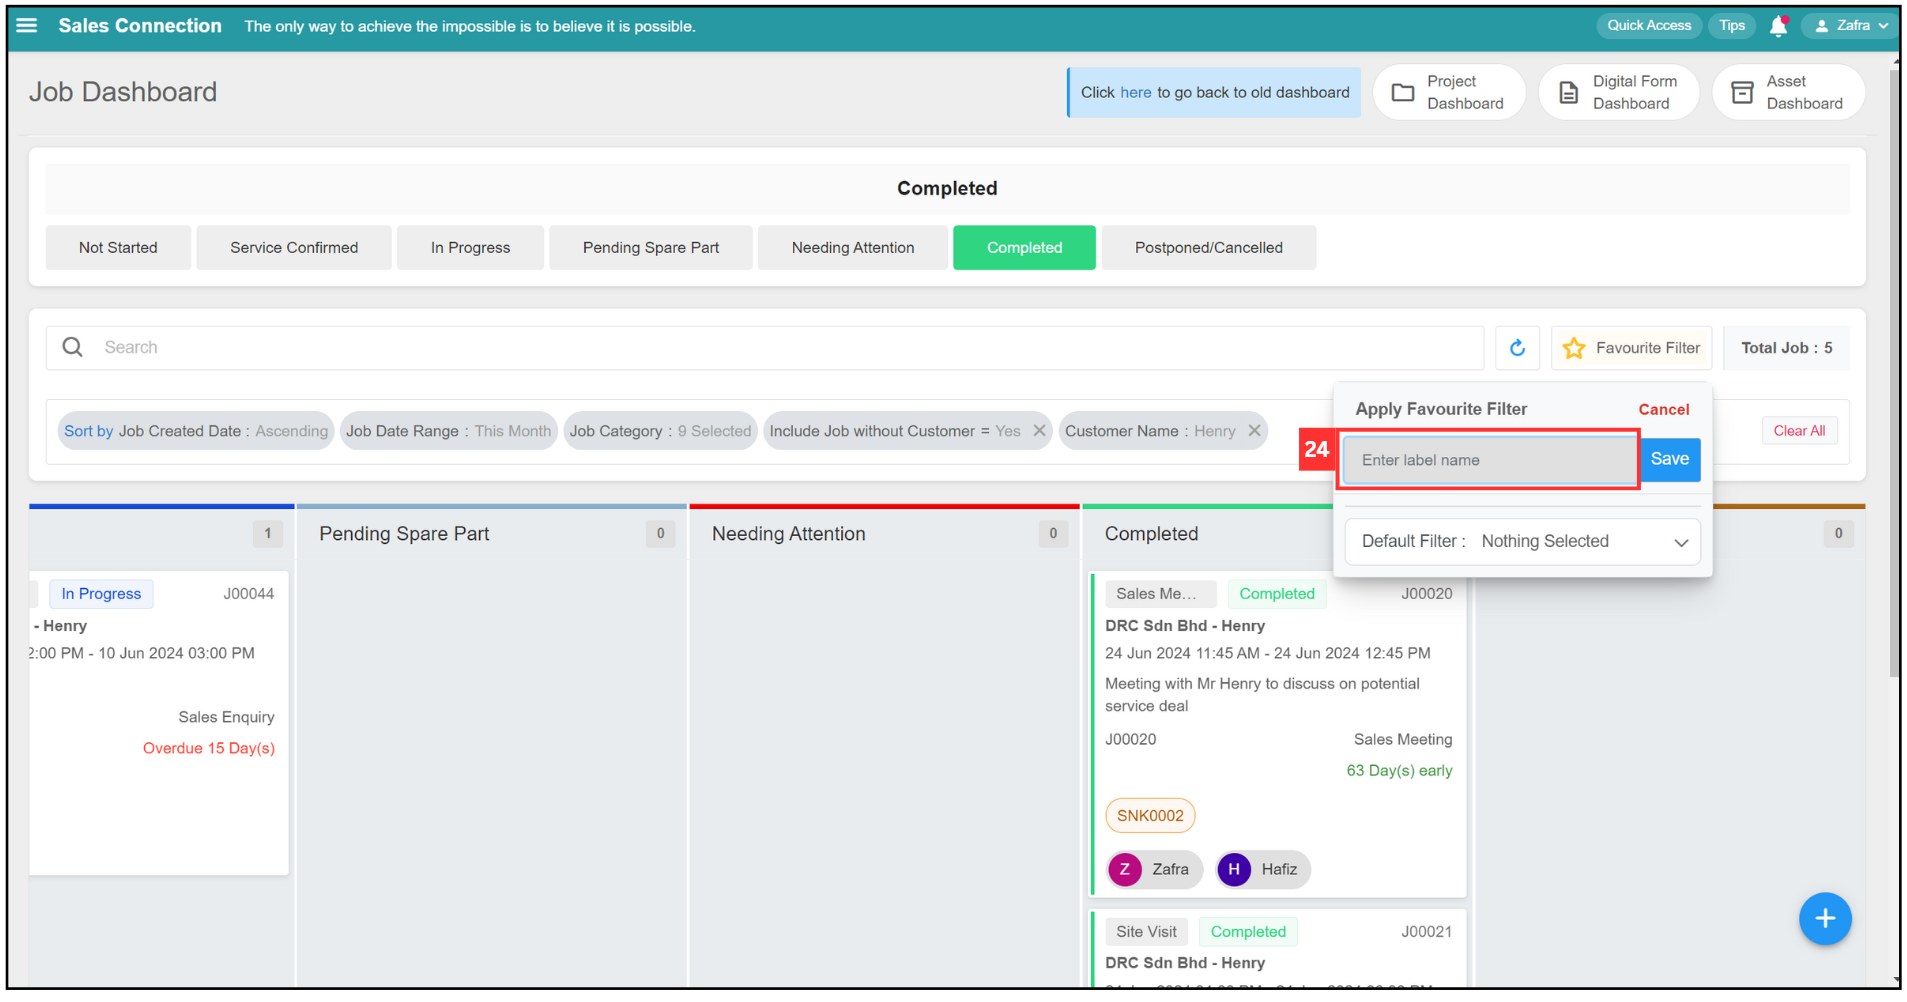 Sales Connection The only way to achieve the impossible is to believe it is possible. Quick Access Tips Zafra
Job Dashboard
Click here to go back to old dashboard
Project
Dashboard
Digital Form
Dashboard
Asset
Dashboard
Completed
Not Started Service Confirmed In Progress Pending Spare Part Needing Attention Completed Postponed/Cancelled
Search Favourite Filter Total Job : 5
Apply Favourite Filter Cancel
Sort by Job Created Date : Ascending Job Date Range : This Month Job Category : 9 Selected Include Job without Customer = Yes Customer Name : Henry Clear All
24 Enter label name Save
Default Filter : Nothing Selected
1 Pending Spare Part 0 Needing Attention 0 Completed 0
In Progress J00044
- Henry
2:00 PM - 10 Jun 2024 03:00 PM
Sales Enquiry
Overdue 15 Day(s)
Sales Me... Completed J00020
DRC Sdn Bhd - Henry
24 Jun 2024 11:45 AM - 24 Jun 2024 12:45 PM
Meeting with Mr Henry to discuss on potential
service deal
J00020 Sales Meeting
63 Day(s) early
SNK0002
Z Zafra H Hafiz
Site Visit Completed J00021
DRC Sdn Bhd - Henry